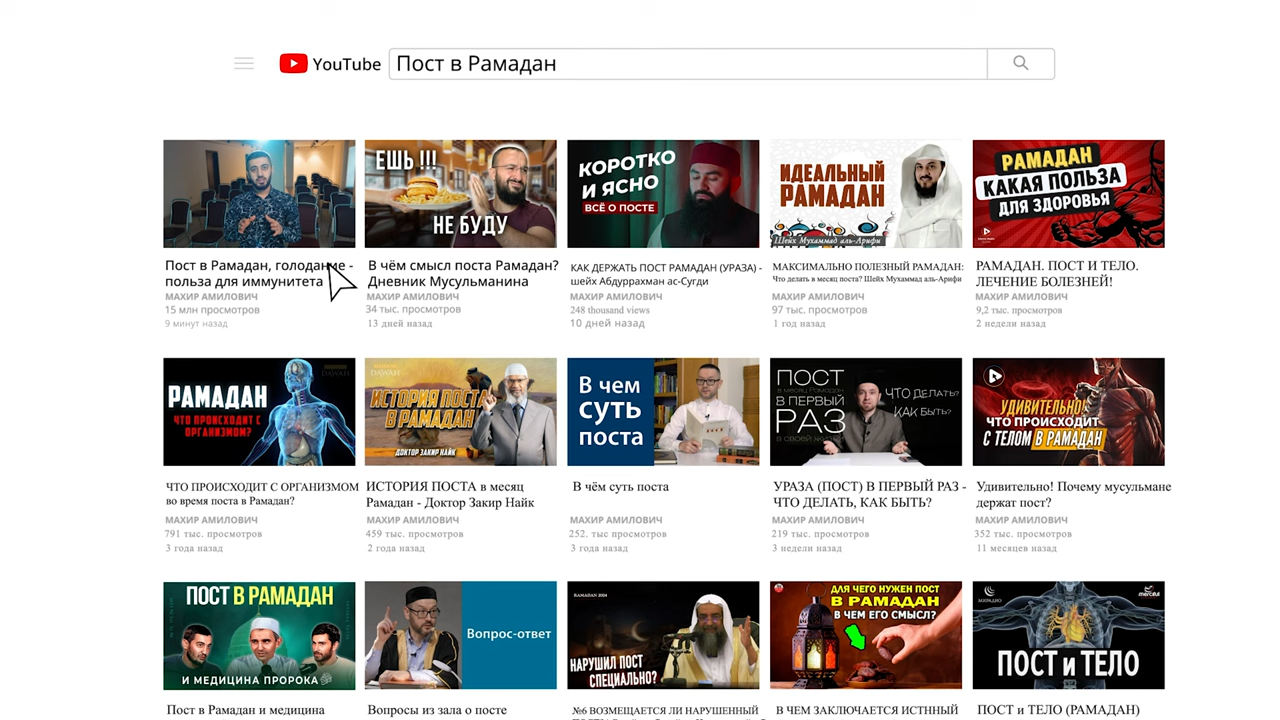 YouTube
Пост в Рамадан
ЕШЬ !!!
НЕ БУДУ
КОРОТКО
И ЯСНО
ВСЁ О ПОСТЕ
ИДЕАЛЬНЫЙ
РАМАДАН
Шейх Мухаммад аль-Арифи
РАМАДАН
КАКАЯ ПОЛЬЗА
ДЛЯ ЗДОРОВЬЯ
Пост в Рамадан, голодание -
польза для иммунитета
МАХИР АМИЛОВИЧ
15 млн просмотров
9 минут назад
В чём смысл поста Рамадан?
Дневник Мусульманина
МАХИР АМИЛОВИЧ
34 тыс. просмотров
13 дней назад
КАК ДЕРЖАТЬ ПОСТ РАМАДАН (УРАЗА) -
шейх Абдуррахман ас-Сугди
МАХИР АМИЛОВИЧ
248 thousand views
10 дней назад
МАКСИМАЛЬНО ПОЛЕЗНЫЙ РАМАДАН:
Что делать в месяц поста? Шейх Мухаммад аль-Арифи
МАХИР АМИЛОВИЧ
97 тыс. просмотров
1 год назад
РАМАДАН. ПОСТ И ТЕЛО.
ЛЕЧЕНИЕ БОЛЕЗНЕЙ!
МАХИР АМИЛОВИЧ
9,2 тыс. просмотров
2 недели назад
РАМАДАН
ЧТО ПРОИСХОДИТ С
ОРГАНИЗМОМ?
DAWAH
DAWAH
ИСТОРИЯ ПОСТА
В РАМАДАН
ДОКТОР ЗАКИР НАЙК
В чем
суть
поста
ПОСТ
в месяц Рамадан
В ПЕРВЫЙ
РАЗ
в своей жизни
ЧТО ДЕЛАТЬ?
КАК БЫТЬ?
УДИВИТЕЛЬНО!
ЧТО ПРОИСХОДИТ
С ТЕЛОМ В РАМАДАН
ЧТО ПРОИСХОДИТ С ОРГАНИЗМОМ
во время поста в Рамадан?
МАХИР АМИЛОВИЧ
791 тыс. просмотров
3 года назад
ИСТОРИЯ ПОСТА в месяц
Рамадан - Доктор Закир Найк
МАХИР АМИЛОВИЧ
459 тыс. просмотров
2 года назад
В чём суть поста
МАХИР АМИЛОВИЧ
252. тыс просмотров
3 года назад
УРАЗА (ПОСТ) В ПЕРВЫЙ РАЗ -
ЧТО ДЕЛАТЬ, КАК БЫТЬ?
МАХИР АМИЛОВИЧ
219 тыс. просмотров
3 недели назад
Удивительно! Почему мусульмане
держат пост?
МАХИР АМИЛОВИЧ
352 тыс. просмотров
11 месяцев назад
ПОСТ В РАМАДАН
И МЕДИЦИНА ПРОРОКА
Вопрос-ответ
RAMADAN 2024
НАРУШИЛ ПОСТ
СПЕЦИАЛЬНО?
ДЛЯ ЧЕГО НУЖЕН ПОСТ
В РАМАДАН
В ЧЕМ ЕГО СМЫСЛ?
merciful
ПОСТ и ТЕЛО
Пост в Рамадан и медицина
Вопросы из зала о посте
№6 ВОЗМЕЩАЕТСЯ ЛИ НАРУШЕННЫЙ
В ЧЕМ ЗАКЛЮЧАЕТСЯ ИСТННЫЙ
ПОСТ и ТЕЛО (РАМАДАН)